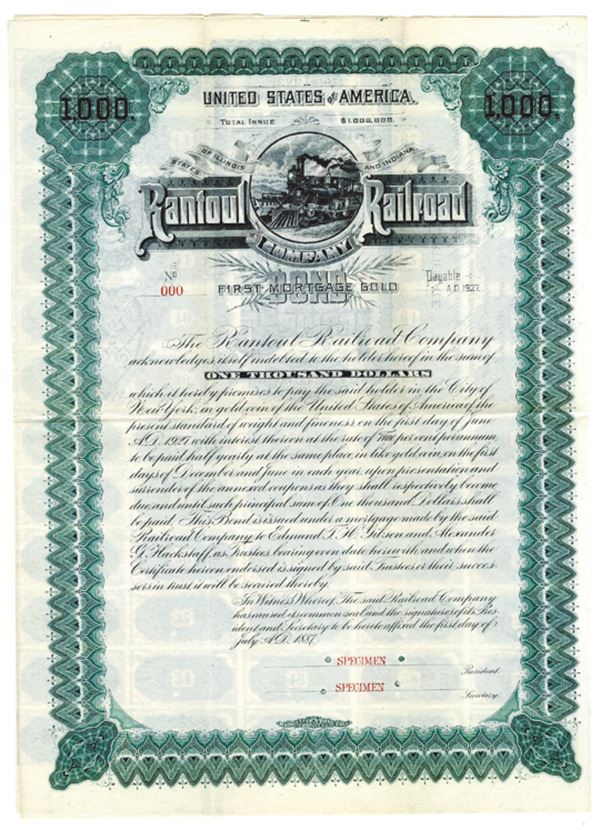 1,000. 1,000.
UNITED STATES of AMERICA.
TOTAL ISSUE $1,000,000.
STATES OF ILLINOIS AND INDIANA
Rantoul Railroad
COMPANY
No Payable
000 FIRST MORTGAGE GOLD A.D. 1927.
BOND
The Rantoul Railroad Company
acknowledges itself indebted to the holder hereof in the sum of
ONE THOUSAND DOLLARS
which it hereby promises to pay the said holder in the City of
New York in gold coin of the United States of America of the
present standard of weight and fineness on the first day of June
A.D. 1927 with interest thereon at the rate of Five per cent per annum
to be paid half yearly at the same place in like gold coin, on the first
days of December and June in each year upon presentation and
surrender of the annexed coupons as they shall respectively become
due and until such principal sum of One thousand Dollars shall
be paid. This Bond is issued under a mortgage made by the said
Railroad Company to Edmund T. H. Gibson and Alexander
G. Hackstaff as Trustees bearing even date herewith and when the
Certificate hereon endorsed is signed by said Trustees or their succes-
sors in trust it will be secured thereby.
In Witness Whereof, The said Railroad Company
has caused its common seal and the signatures of its Pres-
ident and Secretary to be hereto affixed the first day of
July A.D. 1887.
SPECIMEN
President.
SPECIMEN
Secretary.